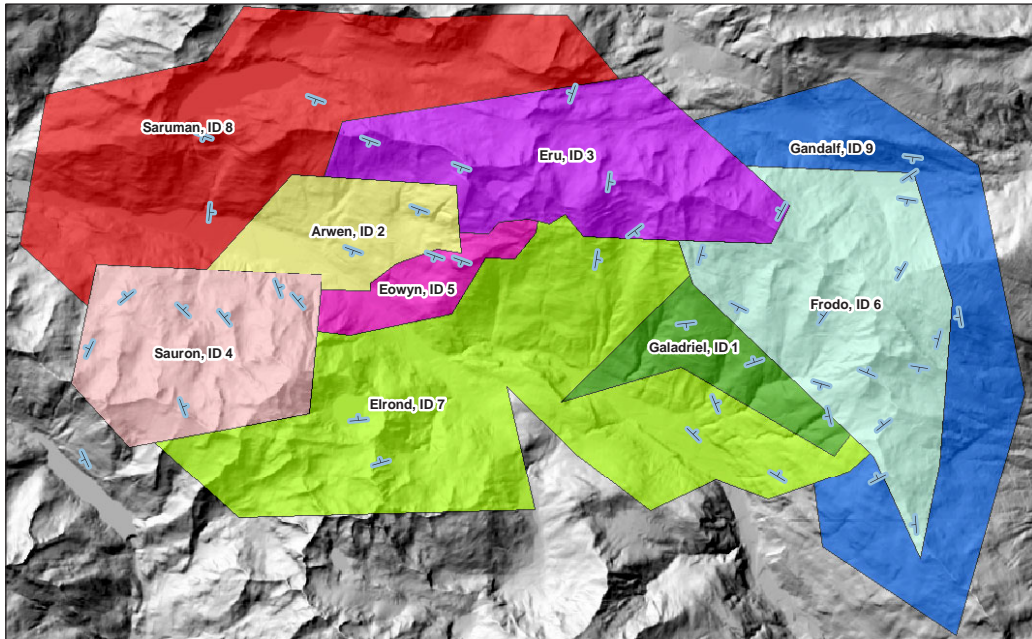 Saruman, ID 8
Eru, ID 3
Gandalf, ID 9
Arwen, ID 2
Eowyn, ID 5
Frodo, ID 6
Sauron, ID 4
Galadriel, ID 1
Elrond, ID 7